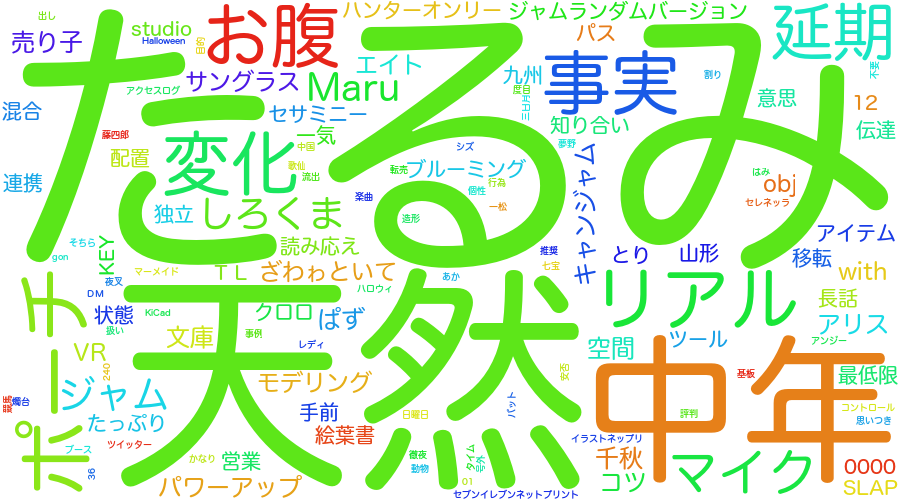 出し
studio
Halloween
目的
お腹
ハンターオンリー
ジャムランダムバージョン
延期
売り子
たるみ
パス
サングラス
Maru
エイト
九州
事実
割り
不要
アクセスログ
度目
三日月
意思
12
混合
セサミニー
知り合い
伝達
藤四郎
一気
中国
シズ
夢野
配置
変化
歌仙
流出
転売
ブルーミング
行為
はみ
連携
個性
obj
楽曲
一松
セレネッラ
独立
しろくま
造形
キャンジャム
アイテム
そちら
KEY
読み応え
推奨
とり
山形
移転
gon
夜叉
マーメイド
TL
ざわゎといて
あか
七宝
with
ポーチ
DM
ハロウィ
リアル
長話
状態
KiCad
クロロ
ぱず
天然
アリス
扱い
文庫
事例
レディ
ツール
アンジー
VR
空間
中年
240
モデリング
安否
基板
最低限
ジャム
競馬
燭台
手前
日曜日
バット
コントロール
たっぷり
評判
思いつき
ツイッター
絵葉書
イラストネップリ
ブース
かなり
営業
徹夜
動物
タイム
号外
千秋
マイク
0000
36
パワーアップ
01
セブンイレブンネットプリント
コツ
SLAP